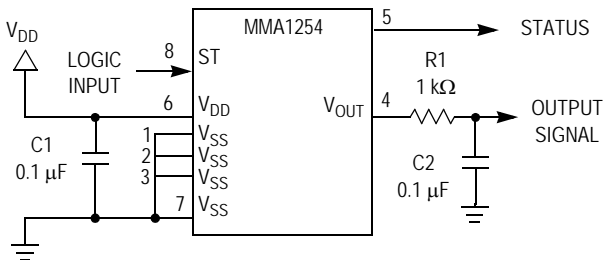 V_DD
LOGIC
INPUT
8
ST
MMA1254
5
STATUS
R1
1 kΩ
6
V_DD
V_OUT
4
OUTPUT
SIGNAL
C1
0.1 μF
1
V_SS
2
V_SS
3
V_SS
7
V_SS
C2
0.1 μF